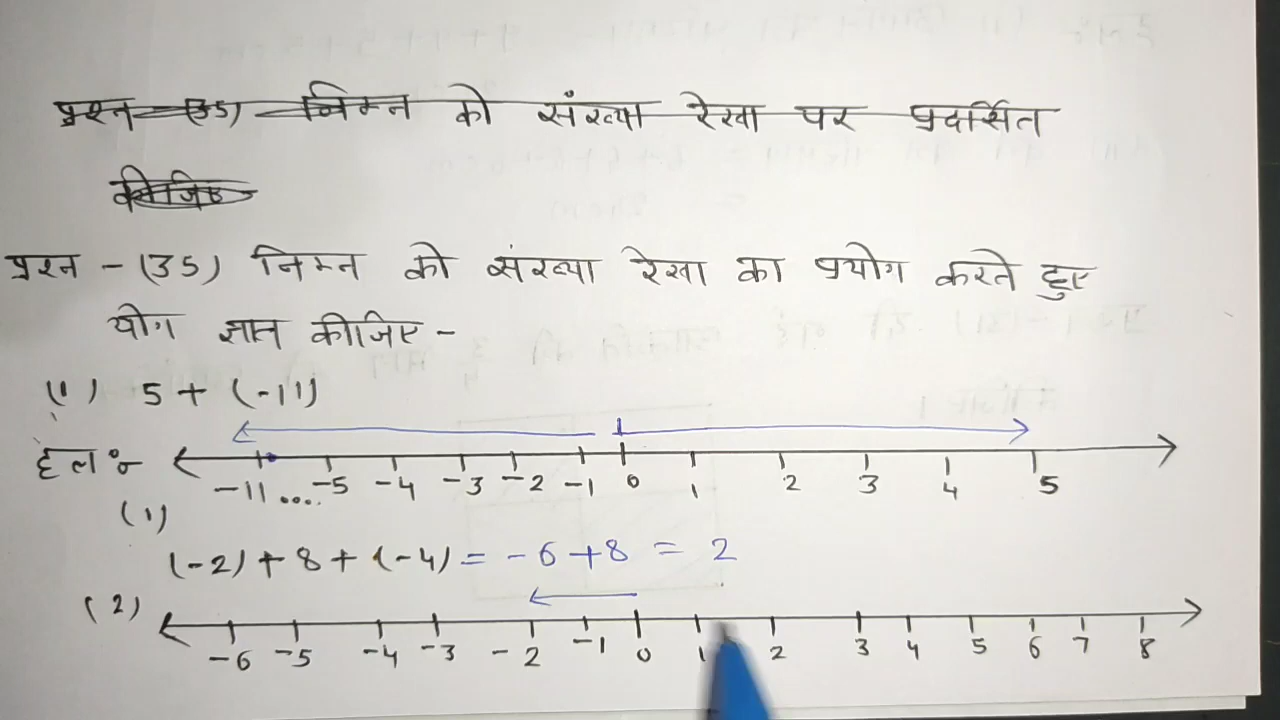 प्रश्न - (35) - निम्न को संख्या रेखा पर प्रदर्सित
कीजिए
प्रश्न - (35) निम्न को संख्या रेखा का प्रयोग करते हुए
योग ज्ञात कीजिए -
(1) 5 + (-11)
हल :-
-11 .... -5 -4 -3 -2 -1 0 1 2 3 4 5
(1)
(-2) + 8 + (-4) = -6 + 8 = 2
(2)
-6 -5 -4 -3 -2 -1 0 1 2 3 4 5 6 7 8